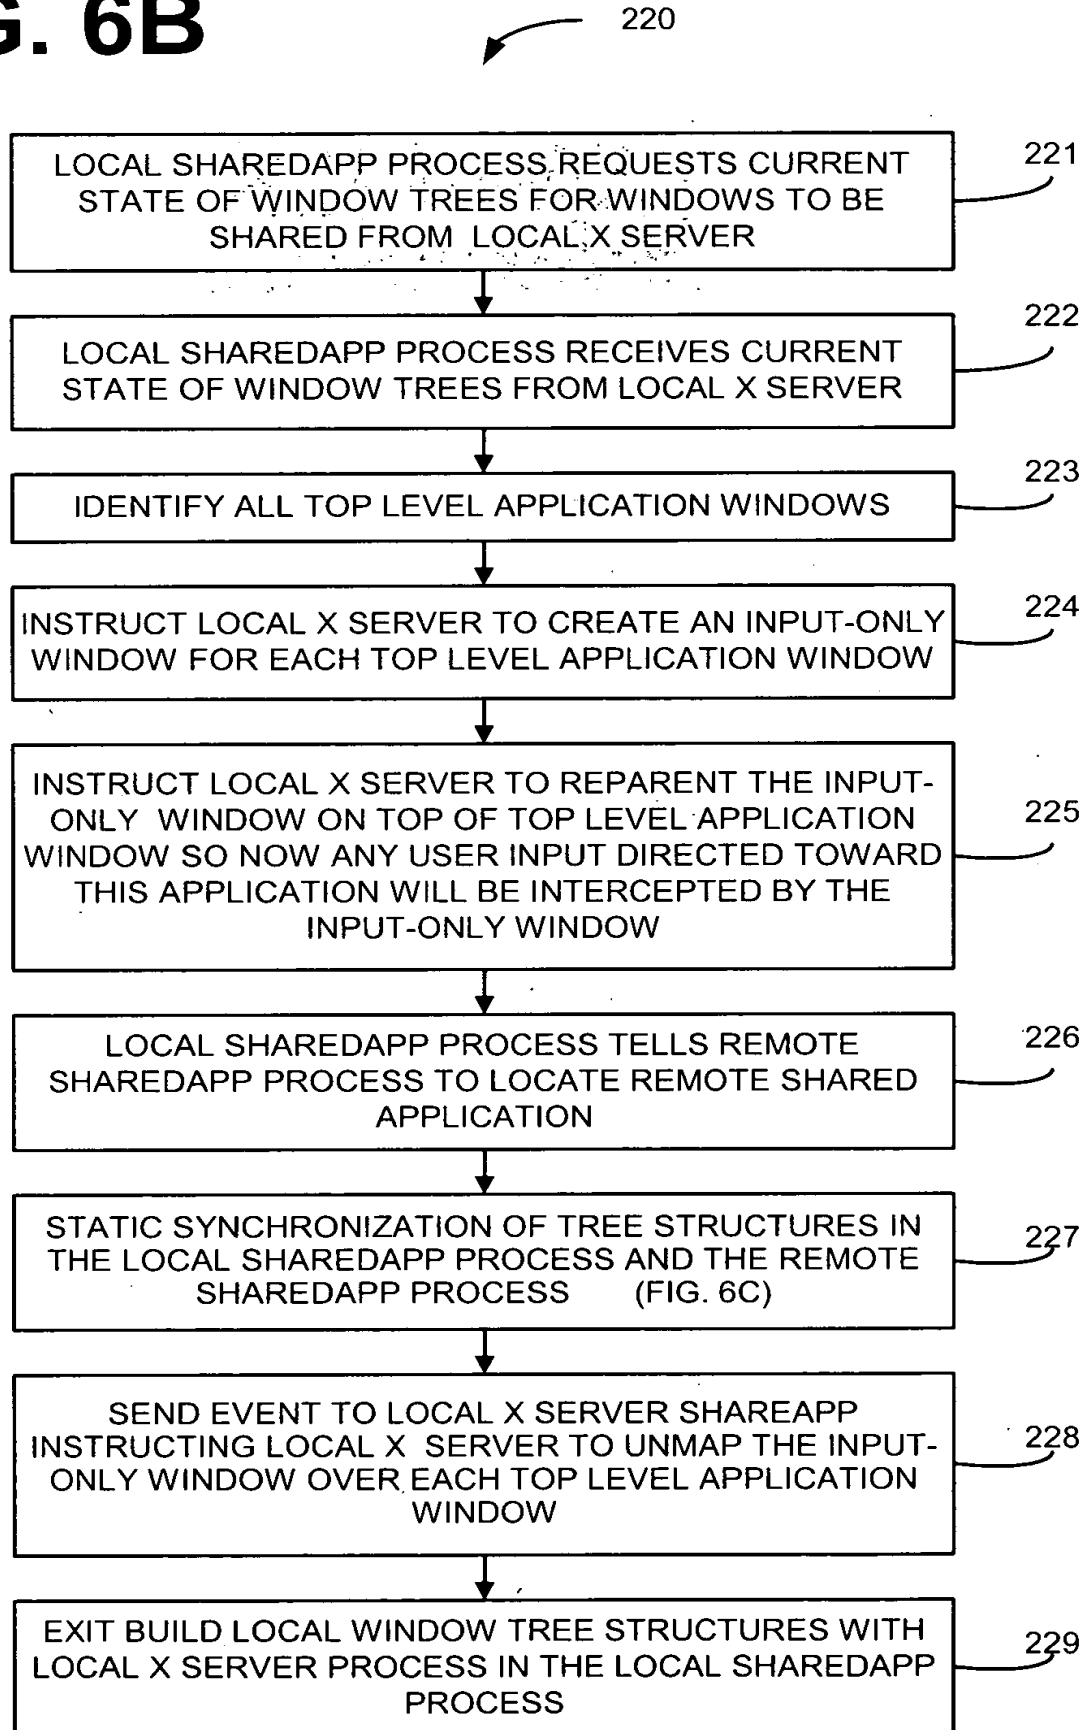 G. 6B
220
LOCAL SHAREDAPP PROCESS REQUESTS CURRENT
STATE OF WINDOW TREES FOR WINDOWS TO BE
SHARED FROM LOCAL X SERVER
221
LOCAL SHAREDAPP PROCESS RECEIVES CURRENT
STATE OF WINDOW TREES FROM LOCAL X SERVER
222
IDENTIFY ALL TOP LEVEL APPLICATION WINDOWS
223
INSTRUCT LOCAL X SERVER TO CREATE AN INPUT-ONLY
WINDOW FOR EACH TOP LEVEL APPLICATION WINDOW
224
INSTRUCT LOCAL X SERVER TO REPARENT THE INPUT-
ONLY WINDOW ON TOP OF TOP LEVEL APPLICATION
WINDOW SO NOW ANY USER INPUT DIRECTED TOWARD
THIS APPLICATION WILL BE INTERCEPTED BY THE
INPUT-ONLY WINDOW
225
LOCAL SHAREDAPP PROCESS TELLS REMOTE
SHAREDAPP PROCESS TO LOCATE REMOTE SHARED
APPLICATION
226
STATIC SYNCHRONIZATION OF TREE STRUCTURES IN
THE LOCAL SHAREDAPP PROCESS AND THE REMOTE
SHAREDAPP PROCESS (FIG. 6C)
227
SEND EVENT TO LOCAL X SERVER SHAREAPP
INSTRUCTING LOCAL X SERVER TO UNMAP THE INPUT-
ONLY WINDOW OVER EACH TOP LEVEL APPLICATION
WINDOW
228
EXIT BUILD LOCAL WINDOW TREE STRUCTURES WITH
LOCAL X SERVER PROCESS IN THE LOCAL SHAREDAPP
PROCESS
229